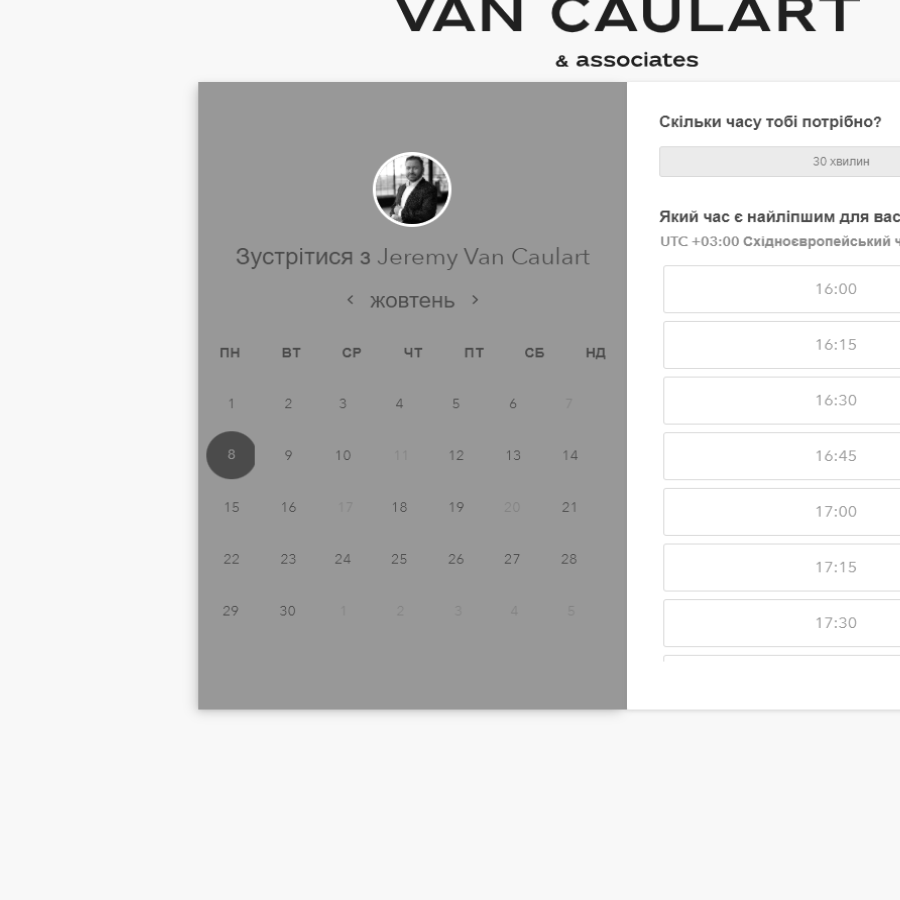 VAN CAULART
& associates
Зустрітися з Jeremy Van Caulart
< жовтень >
ПН ВТ СР ЧТ ПТ СБ НД
1 2 3 4 5 6 7
8 9 10 11 12 13 14
15 16 17 18 19 20 21
22 23 24 25 26 27 28
29 30 1 2 3 4 5
Скільки часу тобі потрібно?
30 хвилин
Який час є найліпшим для вас
UTC +03:00 Східноєвропейський ч
16:00
16:15
16:30
16:45
17:00
17:15
17:30